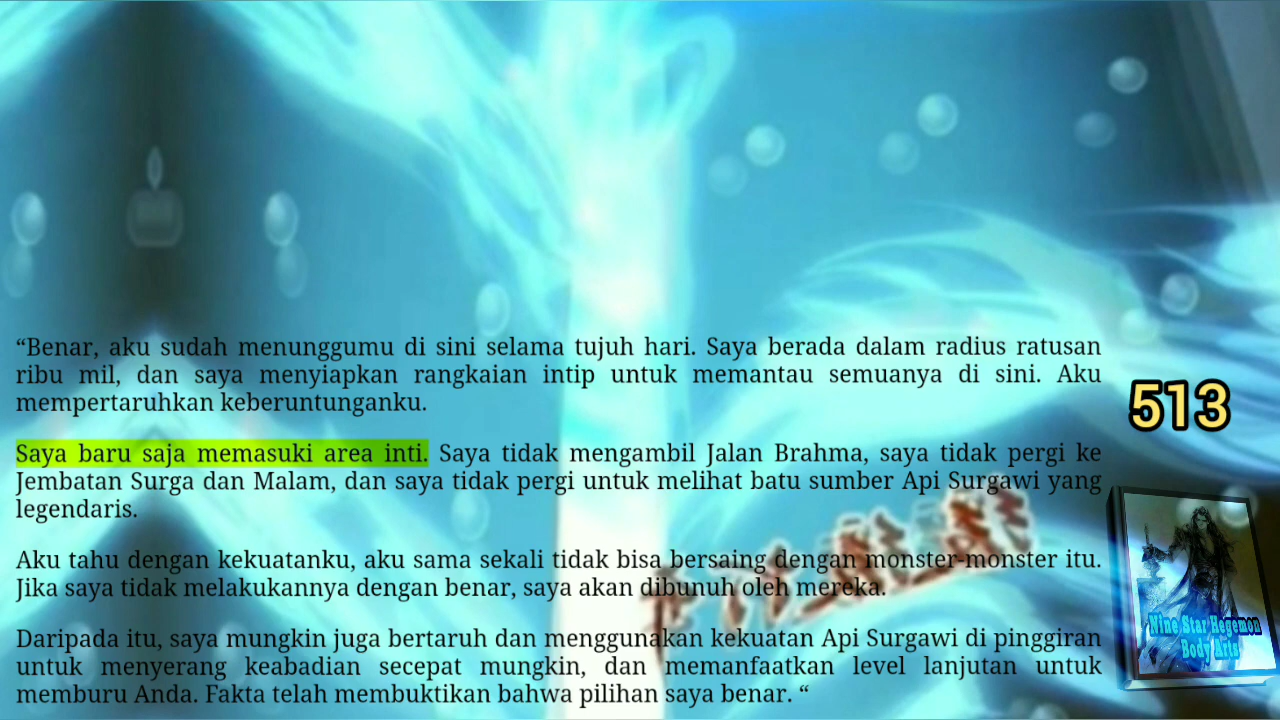 “Benar, aku sudah menunggumu di sini selama tujuh hari. Saya berada dalam radius ratusan
ribu mil, dan saya menyiapkan rangkaian intip untuk memantau semuanya di sini. Aku
mempertaruhkan keberuntunganku.
Saya baru saja memasuki area inti. Saya tidak mengambil Jalan Brahma, saya tidak pergi ke
Jembatan Surga dan Malam, dan saya tidak pergi untuk melihat batu sumber Api Surgawi yang
legendaris.
Aku tahu dengan kekuatanku, aku sama sekali tidak bisa bersaing dengan monster-monster itu.
Jika saya tidak melakukannya dengan benar, saya akan dibunuh oleh mereka.
Daripada itu, saya mungkin juga bertaruh dan menggunakan kekuatan Api Surgawi di pinggiran
untuk menyerang keabadian secepat mungkin, dan memanfaatkan level lanjutan untuk
memburu Anda. Fakta telah membuktikan bahwa pilihan saya benar. “
513
Nine Star Hegemon
Body Arts